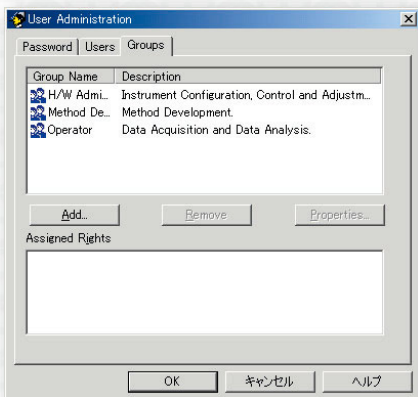 User Administration
Password Users Groups
Group Name Description
H/W Admi... Instrument Configuration, Control and Adjustm...
Method De... Method Development.
Operator Data Acquisition and Data Analysis.
Add... Remove Properties...
Assigned Rights
OK キャンセル ヘルプ